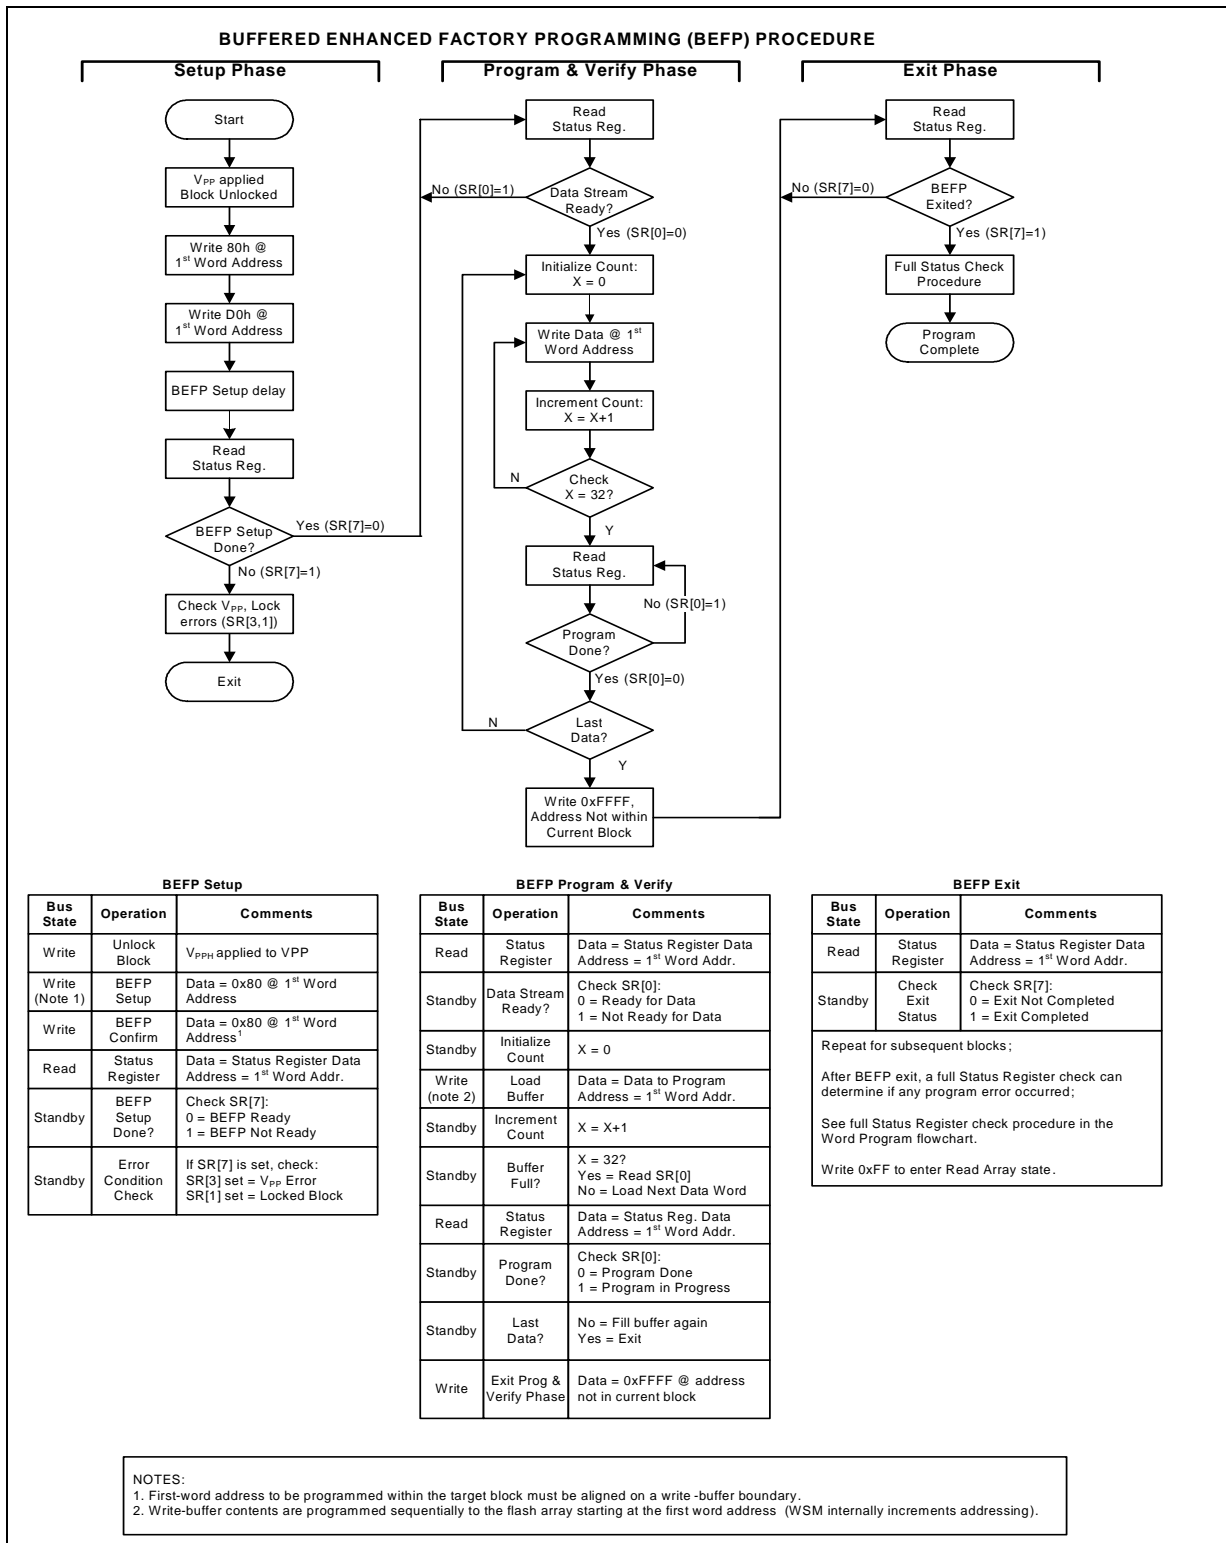 BUFFERED ENHANCED FACTORY PROGRAMMING (BEFP) PROCEDURE
Setup Phase
Program & Verify Phase
Exit Phase
Start
VPP applied
Block Unlocked
Write 80h @
1st Word Address
Write D0h @
1st Word Address
BEFP Setup delay
Read
Status Reg.
BEFP Setup
Done?
Yes (SR[7]=0)
No (SR[7]=1)
Check VPP, Lock
errors (SR[3,1])
Exit
Read
Status Reg.
No (SR[0]=1)
Data Stream
Ready?
Yes (SR[0]=0)
Initialize Count:
X = 0
Write Data @ 1st
Word Address
Increment Count:
X = X+1
N
Check
X = 32?
Y
Read
Status Reg.
No (SR[0]=1)
Program
Done?
Yes (SR[0]=0)
N
Last
Data?
Y
Write 0xFFFF,
Address Not within
Current Block
Read
Status Reg.
No (SR[7]=0)
BEFP
Exited?
Yes (SR[7]=1)
Full Status Check
Procedure
Program
Complete
BEFP Setup
Bus State Operation Comments
Write Unlock Block VPPH applied to VPP
Write (Note 1) BEFP Setup Data = 0x80 @ 1st Word Address
Write BEFP Confirm Data = 0x80 @ 1st Word Address1
Read Status Register Data = Status Register Data Address = 1st Word Addr.
Standby BEFP Setup Done? Check SR[7]: 0 = BEFP Ready 1 = BEFP Not Ready
Standby Error Condition Check If SR[7] is set, check: SR[3] set = VPP Error SR[1] set = Locked Block
BEFP Program & Verify
Bus State Operation Comments
Read Status Register Data = Status Register Data Address = 1st Word Addr.
Standby Data Stream Ready? Check SR[0]: 0 = Ready for Data 1 = Not Ready for Data
Standby Initialize Count X = 0
Write (note 2) Load Buffer Data = Data to Program Address = 1st Word Addr.
Standby Increment Count X = X+1
Standby Buffer Full? X = 32? Yes = Read SR[0] No = Load Next Data Word
Read Status Register Data = Status Reg. Data Address = 1st Word Addr.
Standby Program Done? Check SR[0]: 0 = Program Done 1 = Program in Progress
Standby Last Data? No = Fill buffer again Yes = Exit
Write Exit Prog & Verify Phase Data = 0xFFFF @ address not in current block
BEFP Exit
Bus State Operation Comments
Read Status Register Data = Status Register Data Address = 1st Word Addr.
Standby Check Exit Status Check SR[7]: 0 = Exit Not Completed 1 = Exit Completed
Repeat for subsequent blocks;
After BEFP exit, a full Status Register check can
determine if any program error occurred;
See full Status Register check procedure in the
Word Program flowchart.
Write 0xFF to enter Read Array state.
NOTES:
1. First-word address to be programmed within the target block must be aligned on a write -buffer boundary.
2. Write-buffer contents are programmed sequentially to the flash array starting at the first word address (WSM internally increments addressing).